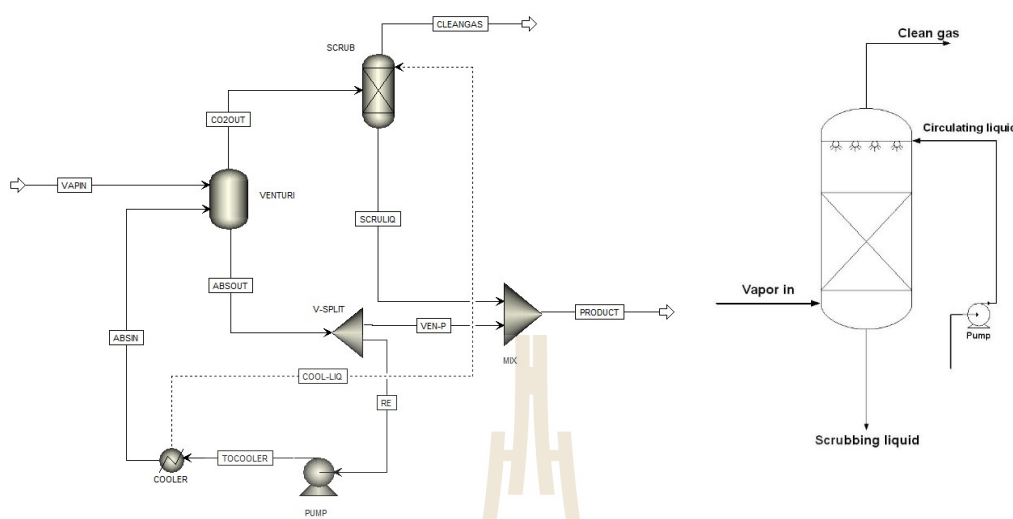 CLEANGAS
SCRUB
CO2OUT
VAPIN
VENTURI
SCRULIQ
ABSOUT
V-SPLIT
VEN-P
PRODUCT
ABSIN
MIX
COOL-LIQ
RE
TOCOOLER
COOLER
PUMP
Clean gas
Circulating liquid
Vapor in
Pump
Scrubbing liquid